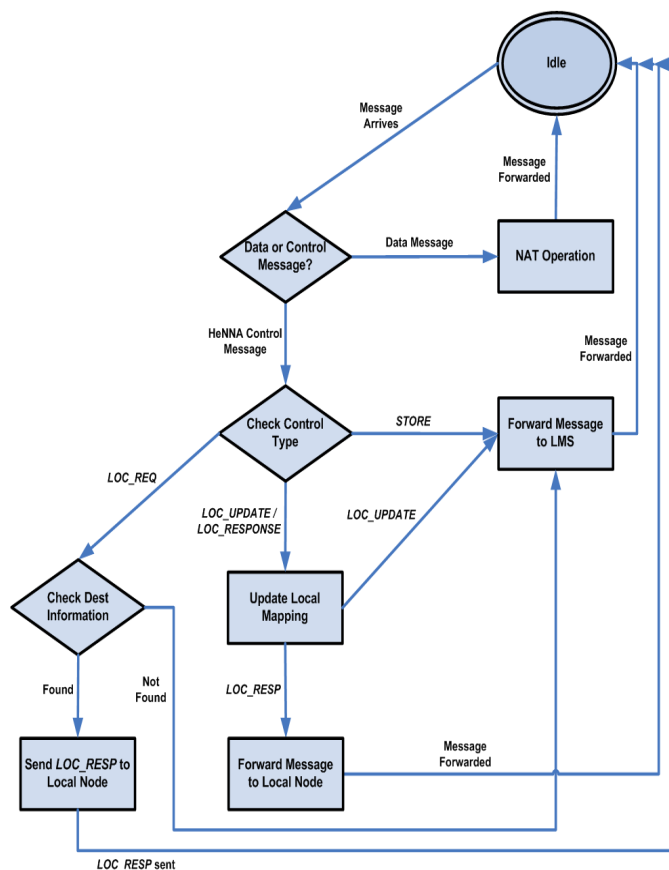 Idle
Message
Arrives
Message
Forwarded
Data or Control
Message?
Data Message
NAT Operation
HeNNA Control
Message
Message
Forwarded
Check Control
Type
STORE
Forward Message
to LMS
LOC_REQ
LOC_UPDATE /
LOC_RESPONSE
LOC_UPDATE
Check Dest
Information
Update Local
Mapping
Found
Not
Found
LOC_RESP
Send LOC_RESP to
Local Node
Forward Message
to Local Node
Message
Forwarded
LOC_RESP sent